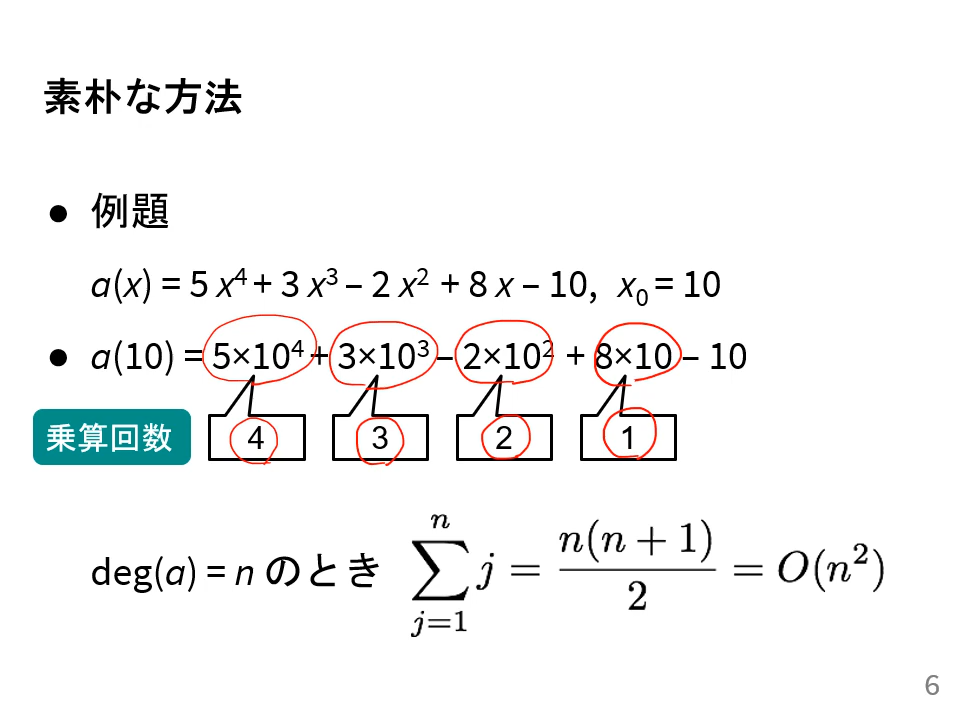 素朴な方法
● 例題
a(x) = 5 x⁴ + 3 x³ – 2 x² + 8 x – 10, x₀ = 10
● a(10) = 5×10⁴ + 3×10³ – 2×10² + 8×10 – 10
乗算回数 4 3 2 1
deg(a) = n のとき ∑_{j=1}^{n} j = n(n + 1)/2 = O(n²)
6